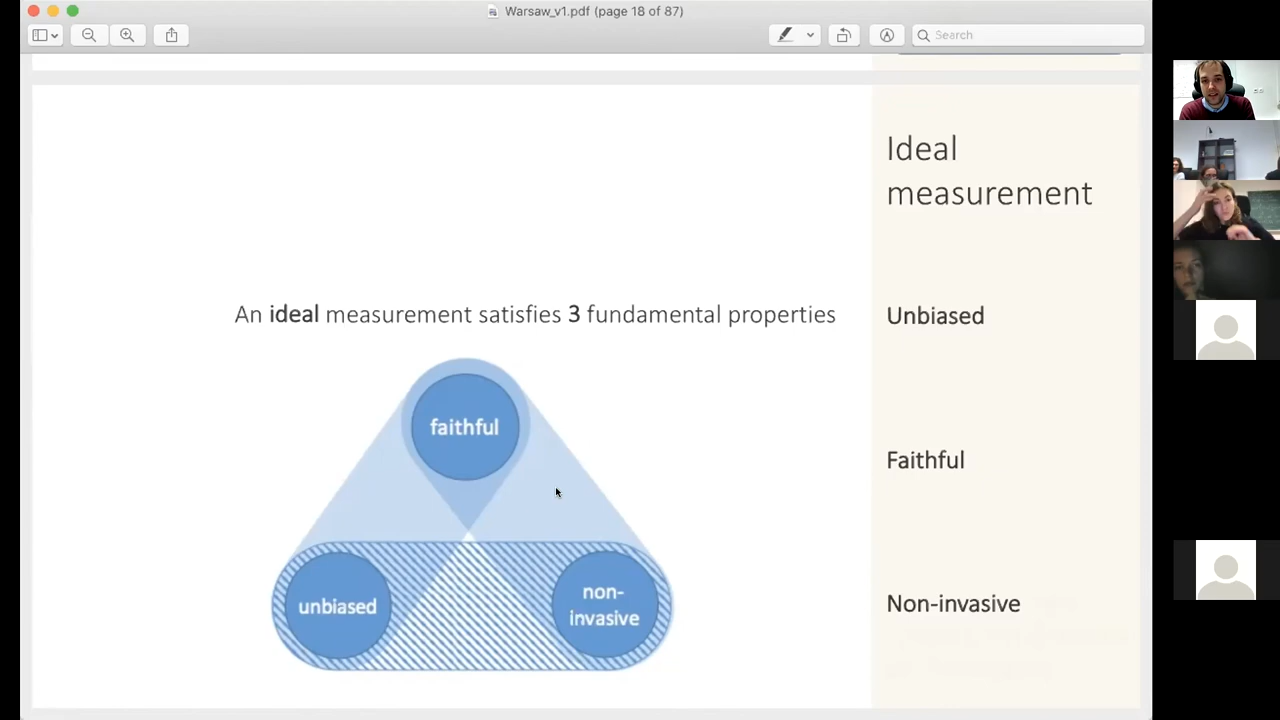 Warsaw_v1.pdf (page 18 of 87)
Search
Ideal
measurement
An ideal measurement satisfies 3 fundamental properties
Unbiased
faithful
Faithful
unbiased
non-
invasive
Non-invasive